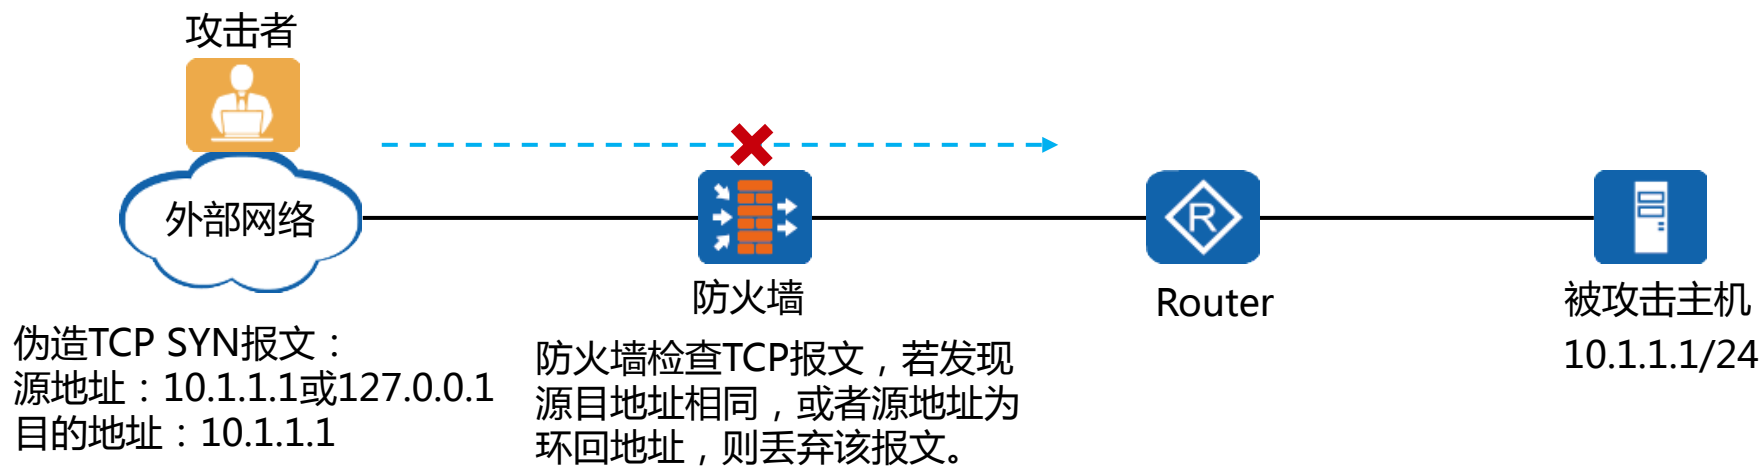 攻击者
外部网络
R
防火墙
Router
被攻击主机
10.1.1.1/24
伪造TCP SYN报文：
源地址：10.1.1.1或127.0.0.1
目的地址：10.1.1.1
防火墙检查TCP报文，若发现
源目地址相同，或者源地址为
环回地址，则丢弃该报文。